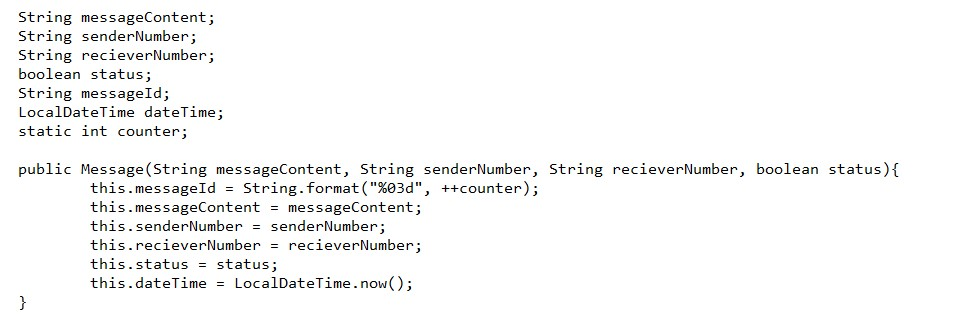 String messageContent;
String senderNumber;
String recieverNumber;
boolean status;
String messageId;
LocalDateTime dateTime;
static int counter;

public Message(String messageContent, String senderNumber, String recieverNumber, boolean status){
        this.messageId = String.format("%03d", ++counter);
        this.messageContent = messageContent;
        this.senderNumber = senderNumber;
        this.recieverNumber = recieverNumber;
        this.status = status;
        this.dateTime = LocalDateTime.now();
}